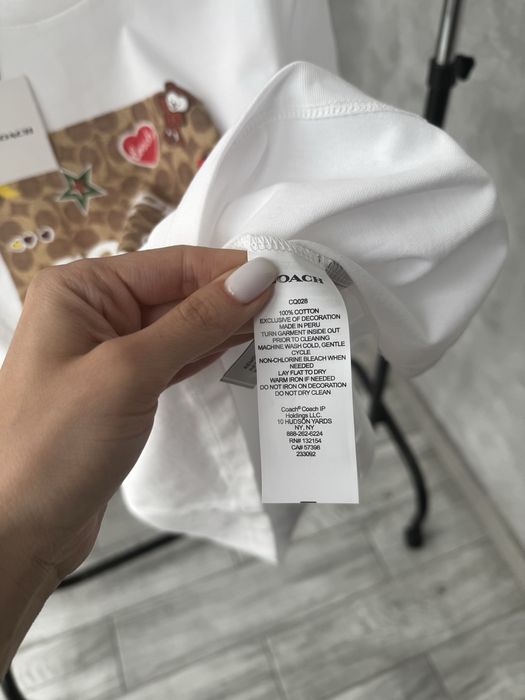 COACH
COACH
CQ028
100% COTTON
EXCLUSIVE OF DECORATION
MADE IN PERU
TURN GARMENT INSIDE OUT
PRIOR TO CLEANING
MACHINE WASH COLD, GENTLE
CYCLE
NON-CHLORINE BLEACH WHEN
NEEDED
LAY FLAT TO DRY
WARM IRON IF NEEDED
DO NOT IRON ON DECORATION
DO NOT DRY CLEAN
Coach® Coach IP
Holdings LLC.
10 HUDSON YARDS
NY, NY
888-262-6224
RN# 132154
CA# 57398
233092